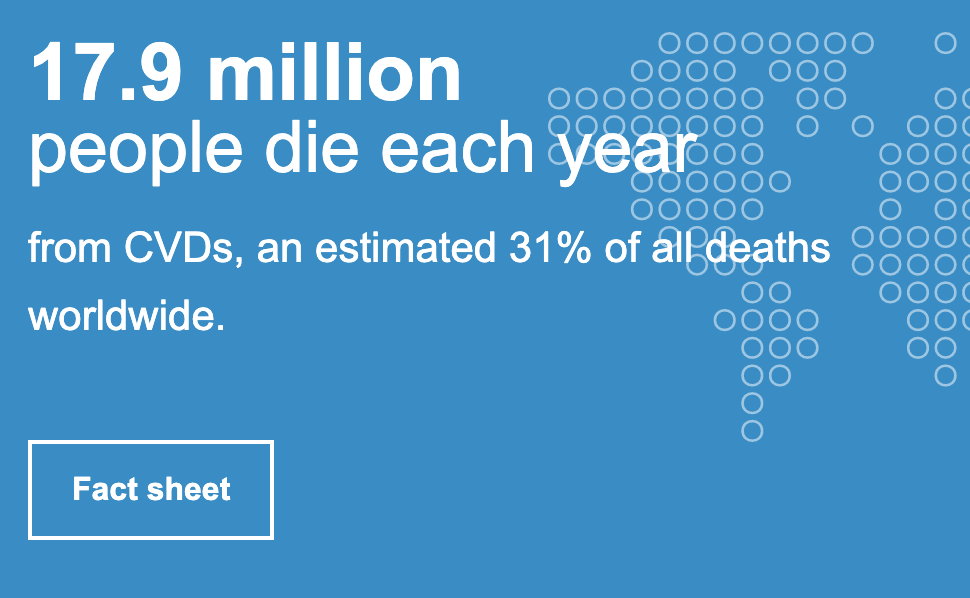 17.9 million
people die each year
from CVDs, an estimated 31% of all deaths
worldwide.
Fact sheet